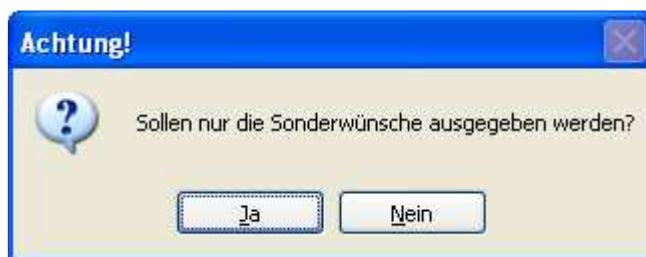 Achtung!
Sollen nur die Sonderwünsche ausgegeben werden?
Ja
Nein